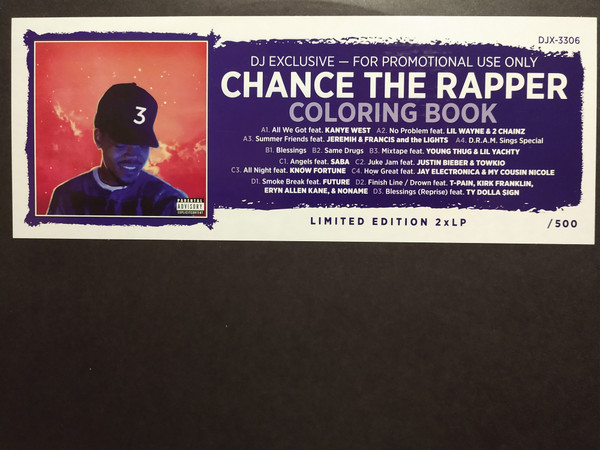 DJX-3306
DJ EXCLUSIVE — FOR PROMOTIONAL USE ONLY
CHANCE THE RAPPER
COLORING BOOK
A1. All We Got feat. KANYE WEST A2. No Problem feat. LIL WAYNE & 2 CHAINZ
A3. Summer Friends feat. JEREMIH & FRANCIS and the LIGHTS A4. D.R.A.M. Sings Special
B1. Blessings B2. Same Drugs B3. Mixtape feat. YOUNG THUG & LIL YACHTY
C1. Angels feat. SABA C2. Juke Jam feat. JUSTIN BIEBER & TOWKIO
C3. All Night feat. KNOW FORTUNE C4. How Great feat. JAY ELECTRONICA & MY COUSIN NICOLE
D1. Smoke Break feat. FUTURE D2. Finish Line / Drown feat. T-PAIN, KIRK FRANKLIN,
ERYN ALLEN KANE, & NONAME D3. Blessings (Reprise) feat. TY DOLLA $IGN
LIMITED EDITION 2xLP /500
3
PARENTAL
ADVISORY
EXPLICIT CONTENT